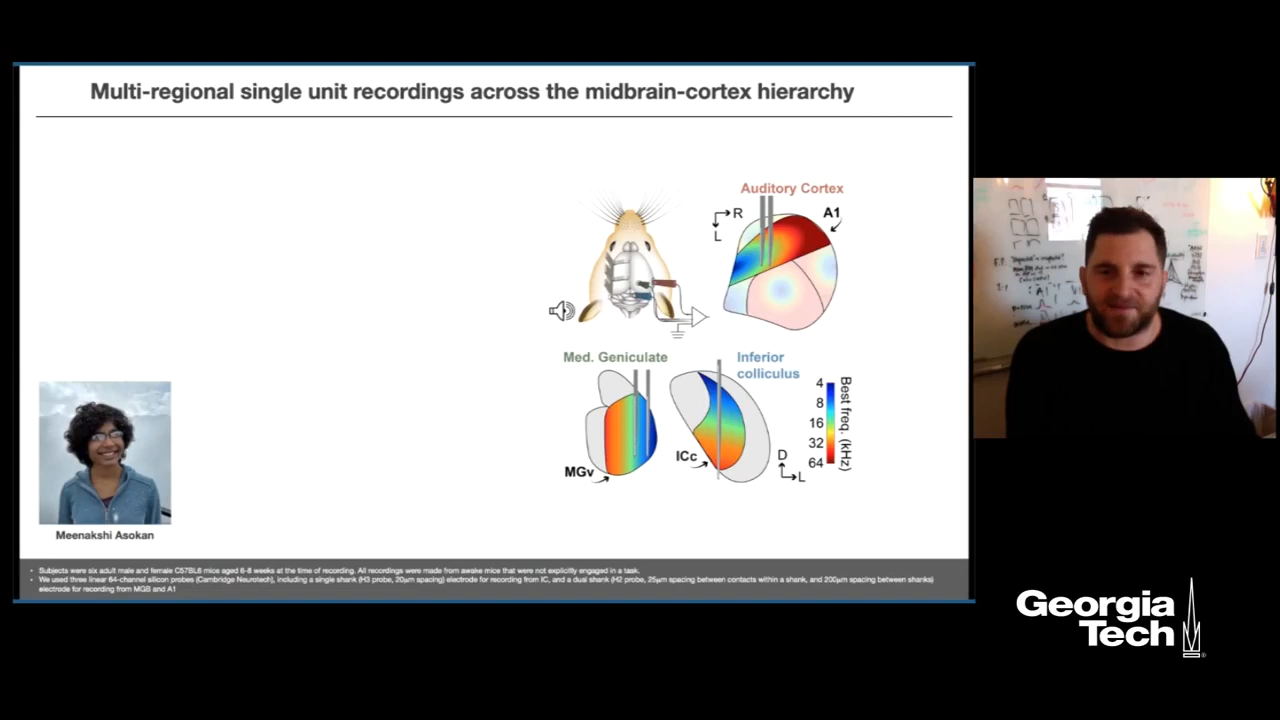 Multi-regional single unit recordings across the midbrain-cortex hierarchy
Auditory Cortex
R
L
A1
Med. Geniculate
MGv
Inferior
colliculus
ICc
D
L
4
8
16
32
64
Best freq. (kHz)
Meenakshi Asokan
• Subjects were six adult male and female C57BL6 mice aged 6-8 weeks at the time of recording. All recordings were made from awake mice that were not explicitly engaged in a task.
• We used three linear 64-channel silicon probes (Cambridge Neurotech), including a single shank (H3 probe, 20μm spacing) electrode for recording from IC, and a dual shank (H2 probe, 25μm spacing between contacts within a shank, and 200μm spacing between shanks)
electrode for recording from MGB and A1
Georgia
Tech